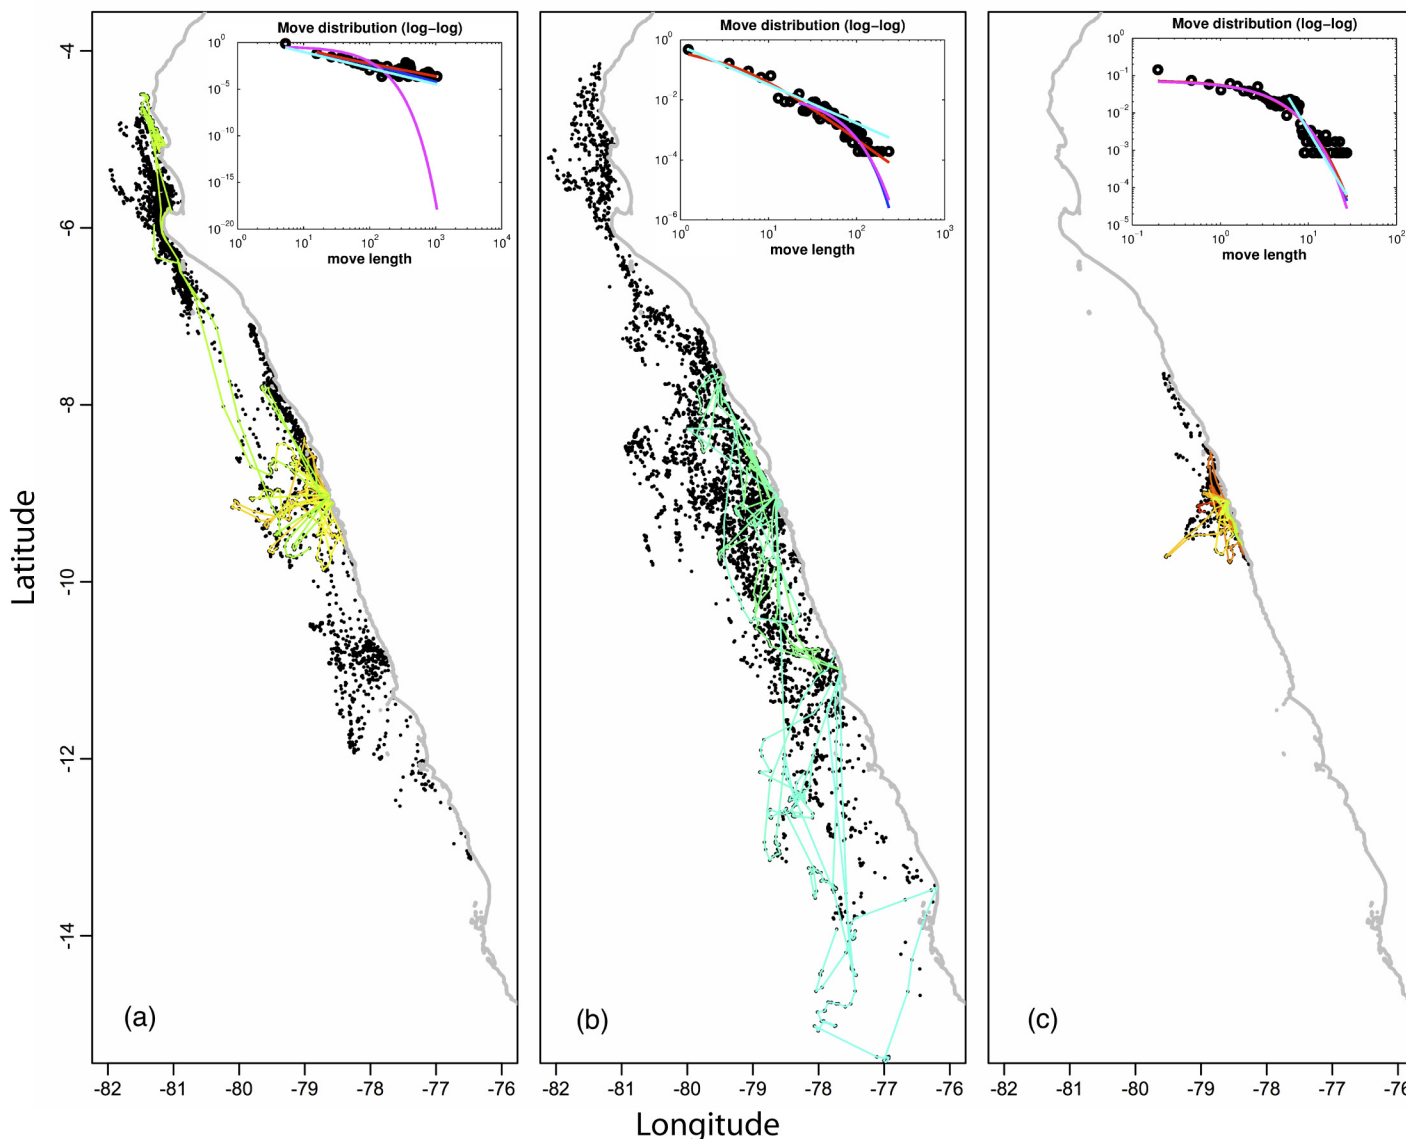 Move distribution (log–log)
10^0
10^-5
10^-10
10^-15
10^-20
10^0 10^1 10^2 10^3 10^4
move length
Move distribution (log–log)
10^0
10^-2
10^-4
10^-6
10^0 10^1 10^2 10^3
move length
Move distribution (log–log)
10^0
10^-1
10^-2
10^-3
10^-4
10^-5
10^-1 10^0 10^1 10^2
move length
-4
-6
-8
-10
-12
-14
Latitude
(a)
(b)
(c)
-82 -81 -80 -79 -78 -77 -76
-82 -81 -80 -79 -78 -77 -76
-82 -81 -80 -79 -78 -77 -76
Longitude